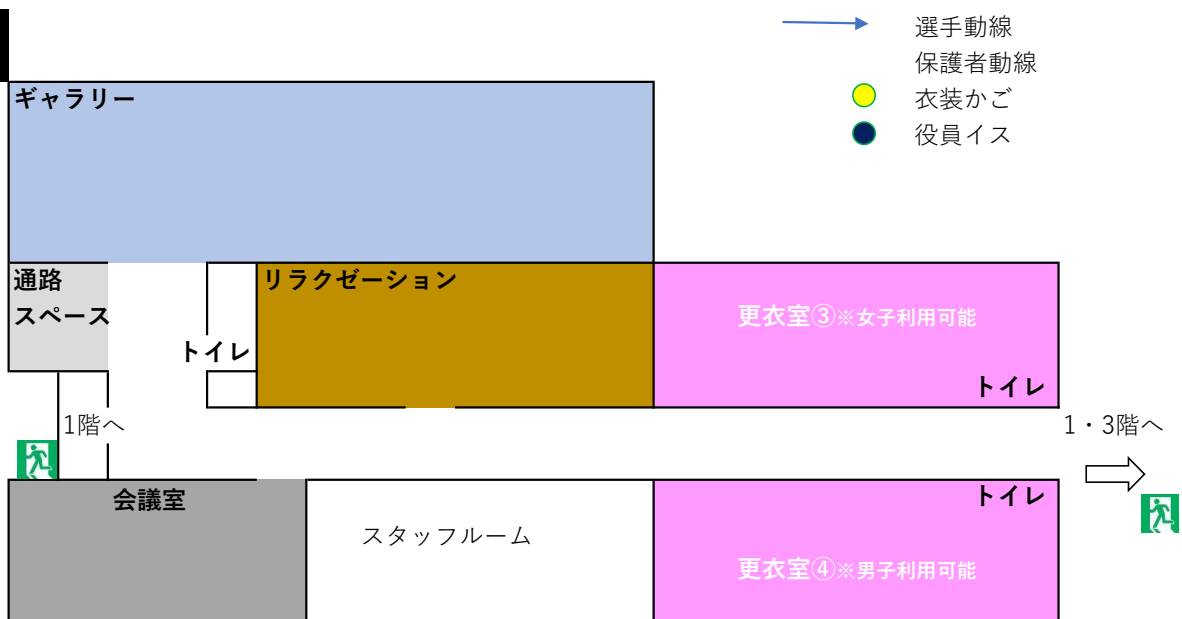 選手動線
保護者動線
衣装かご
役員イス
ギャラリー
通路
スペース
トイレ
リラクゼーション
更衣室③※女子利用可能
トイレ
1階へ
1・3階へ
会議室
スタッフルーム
トイレ
更衣室④※男子利用可能